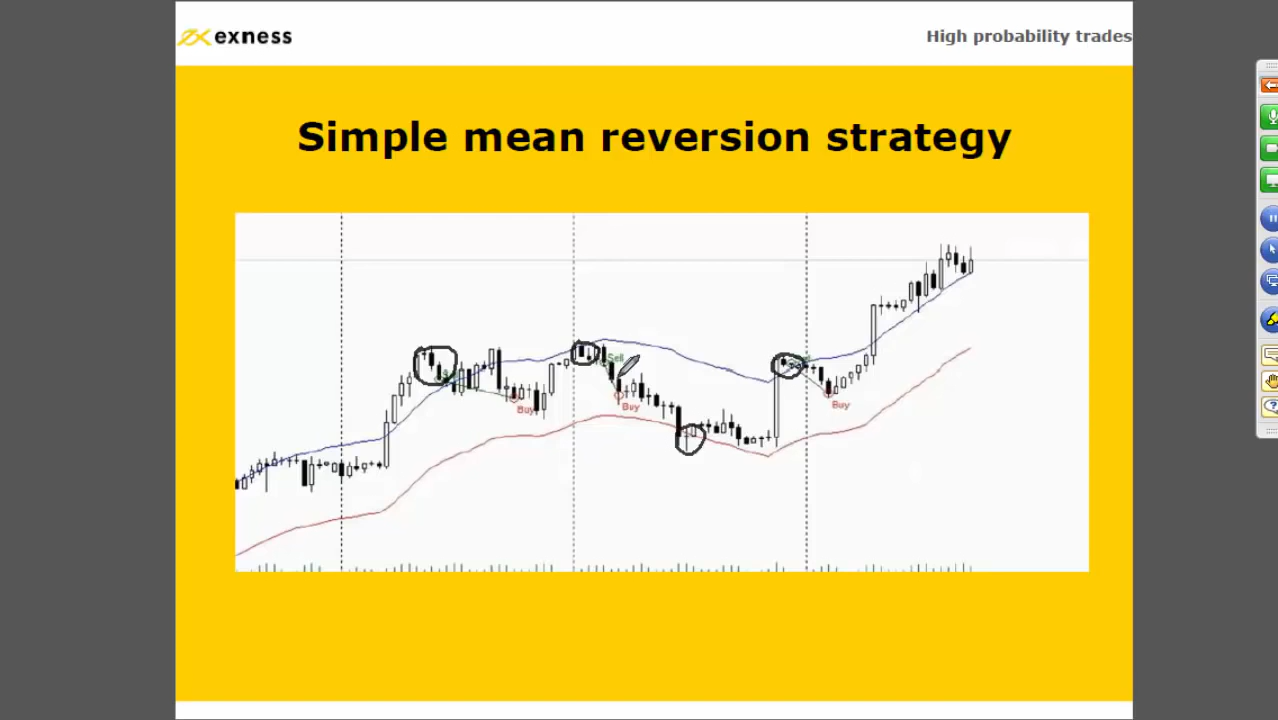 exness
High probability trades
Simple mean reversion strategy
Sell
Buy
Buy
Buy